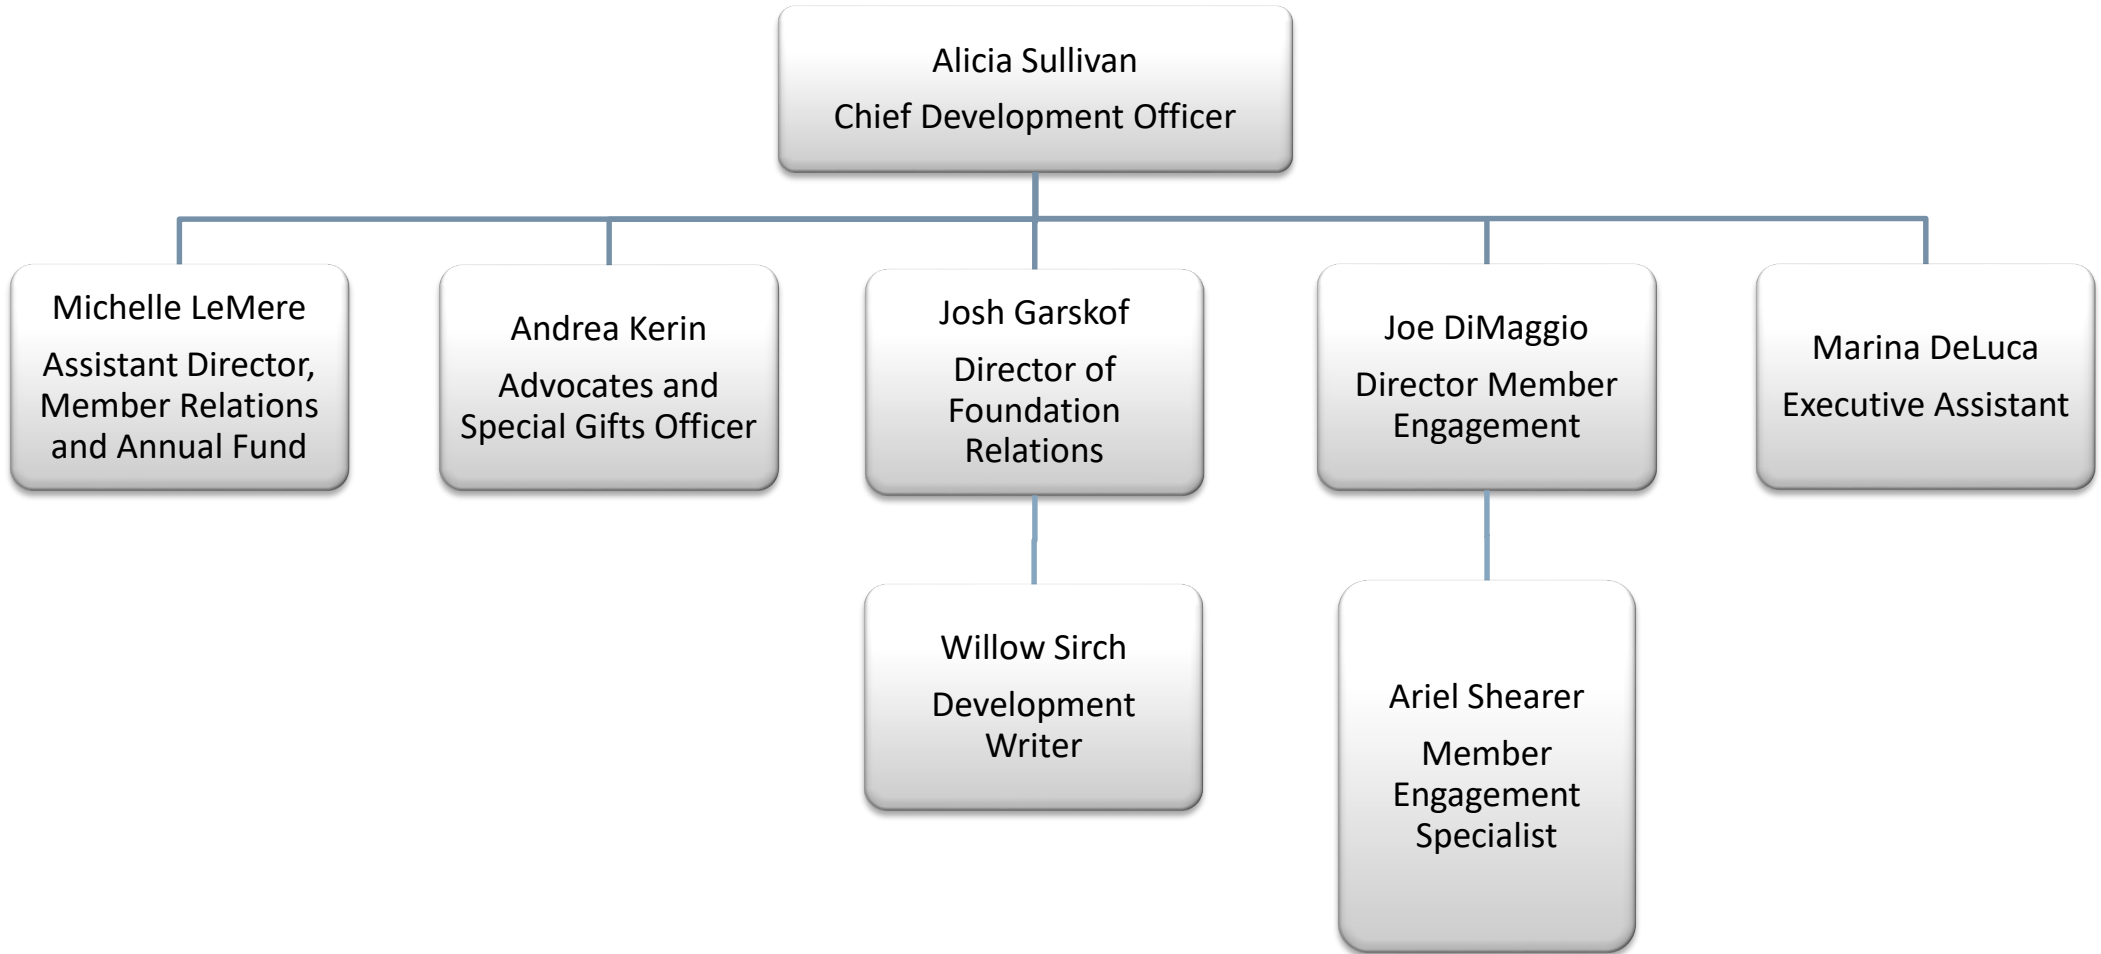 Alicia Sullivan
Chief Development Officer
Michelle LeMere
Assistant Director,
Member Relations
and Annual Fund
Andrea Kerin
Advocates and
Special Gifts Officer
Josh Garskof
Director of
Foundation
Relations
Joe DiMaggio
Director Member
Engagement
Marina DeLuca
Executive Assistant
Willow Sirch
Development
Writer
Ariel Shearer
Member
Engagement
Specialist